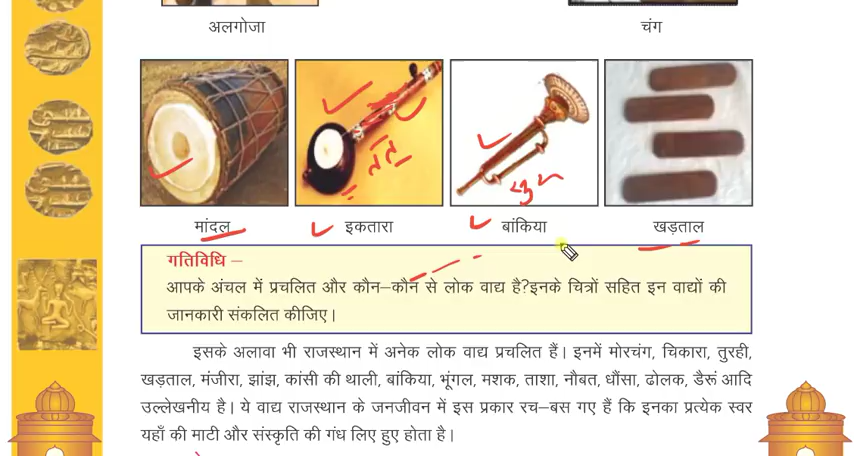 अलगोजा चंग
मांदल इकतारा बांकिया खड़ताल
गतिविधि –
आपके अंचल में प्रचलित और कौन–कौन से लोक वाद्य है?इनके चित्रों सहित इन वाद्यों की
जानकारी संकलित कीजिए।
इसके अलावा भी राजस्थान में अनेक लोक वाद्य प्रचलित हैं। इनमें मोरचंग, चिकारा, तुरही,
खड़ताल, मंजीरा, झांझ, कांसी की थाली, बांकिया, भूंगल, मशक, ताशा, नौबत, धौंसा, ढोलक, डैरूं आदि
उल्लेखनीय है। ये वाद्य राजस्थान के जनजीवन में इस प्रकार रच–बस गए हैं कि इनका प्रत्येक स्वर
यहाँ की माटी और संस्कृति की गंध लिए हुए होता है।